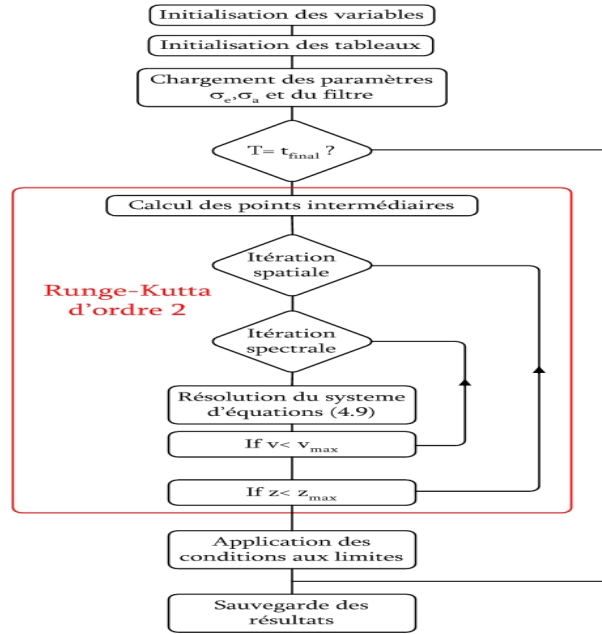 Initialisation des variables
Initialisation des tableaux
Chargement des paramètres
σe,σa et du filtre
T= tfinal ?
Calcul des points intermédiaires
Itération
spatiale
Runge-Kutta
d'ordre 2
Itération
spectrale
Résolution du systeme
d'équations (4.9)
If ν< νmax
If z< zmax
Application des
conditions aux limites
Sauvegarde des
résultats